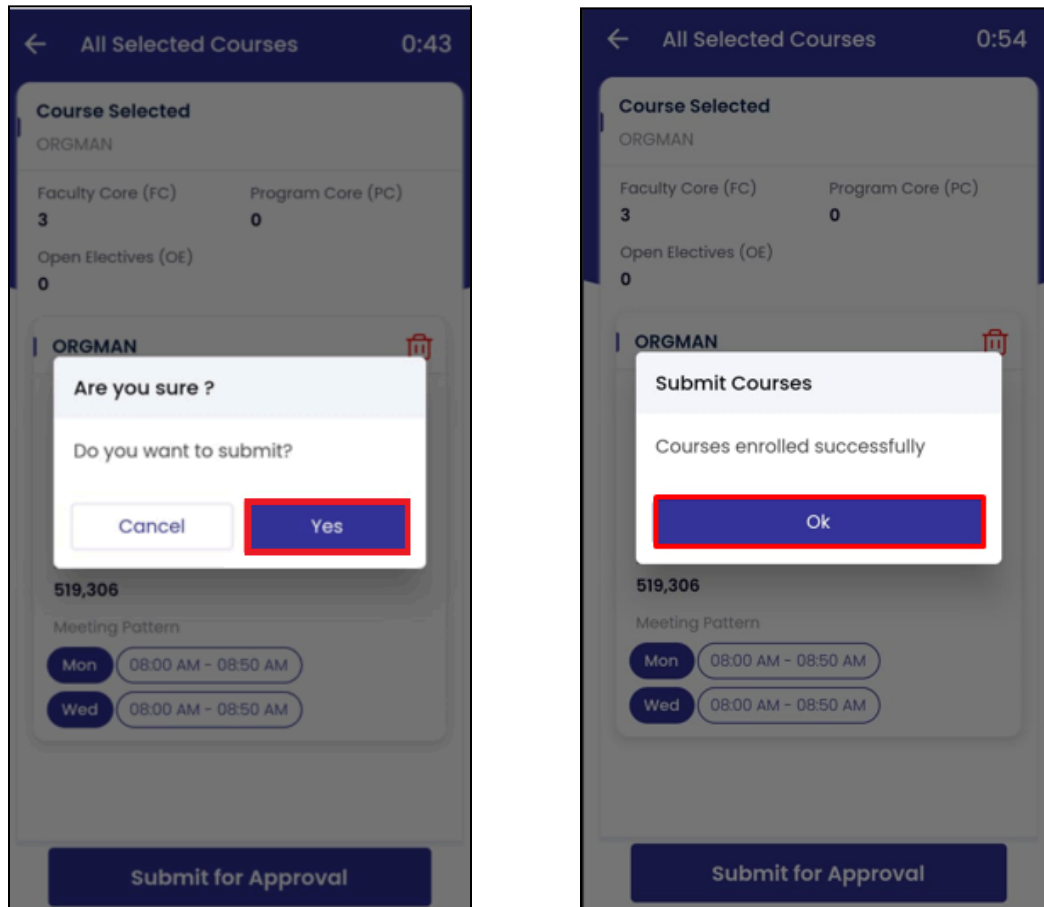 All Selected Courses 0:43
Course Selected
ORGMAN
Faculty Core (FC) Program Core (PC)
3 0
Open Electives (OE)
0
ORGMAN
Are you sure ?
Do you want to submit?
Cancel Yes
519,306
Meeting Pattern
Mon 08:00 AM - 08:50 AM
Wed 08:00 AM - 08:50 AM
Submit for Approval
All Selected Courses 0:54
Course Selected
ORGMAN
Faculty Core (FC) Program Core (PC)
3 0
Open Electives (OE)
0
ORGMAN
Submit Courses
Courses enrolled successfully
Ok
519,306
Meeting Pattern
Mon 08:00 AM - 08:50 AM
Wed 08:00 AM - 08:50 AM
Submit for Approval